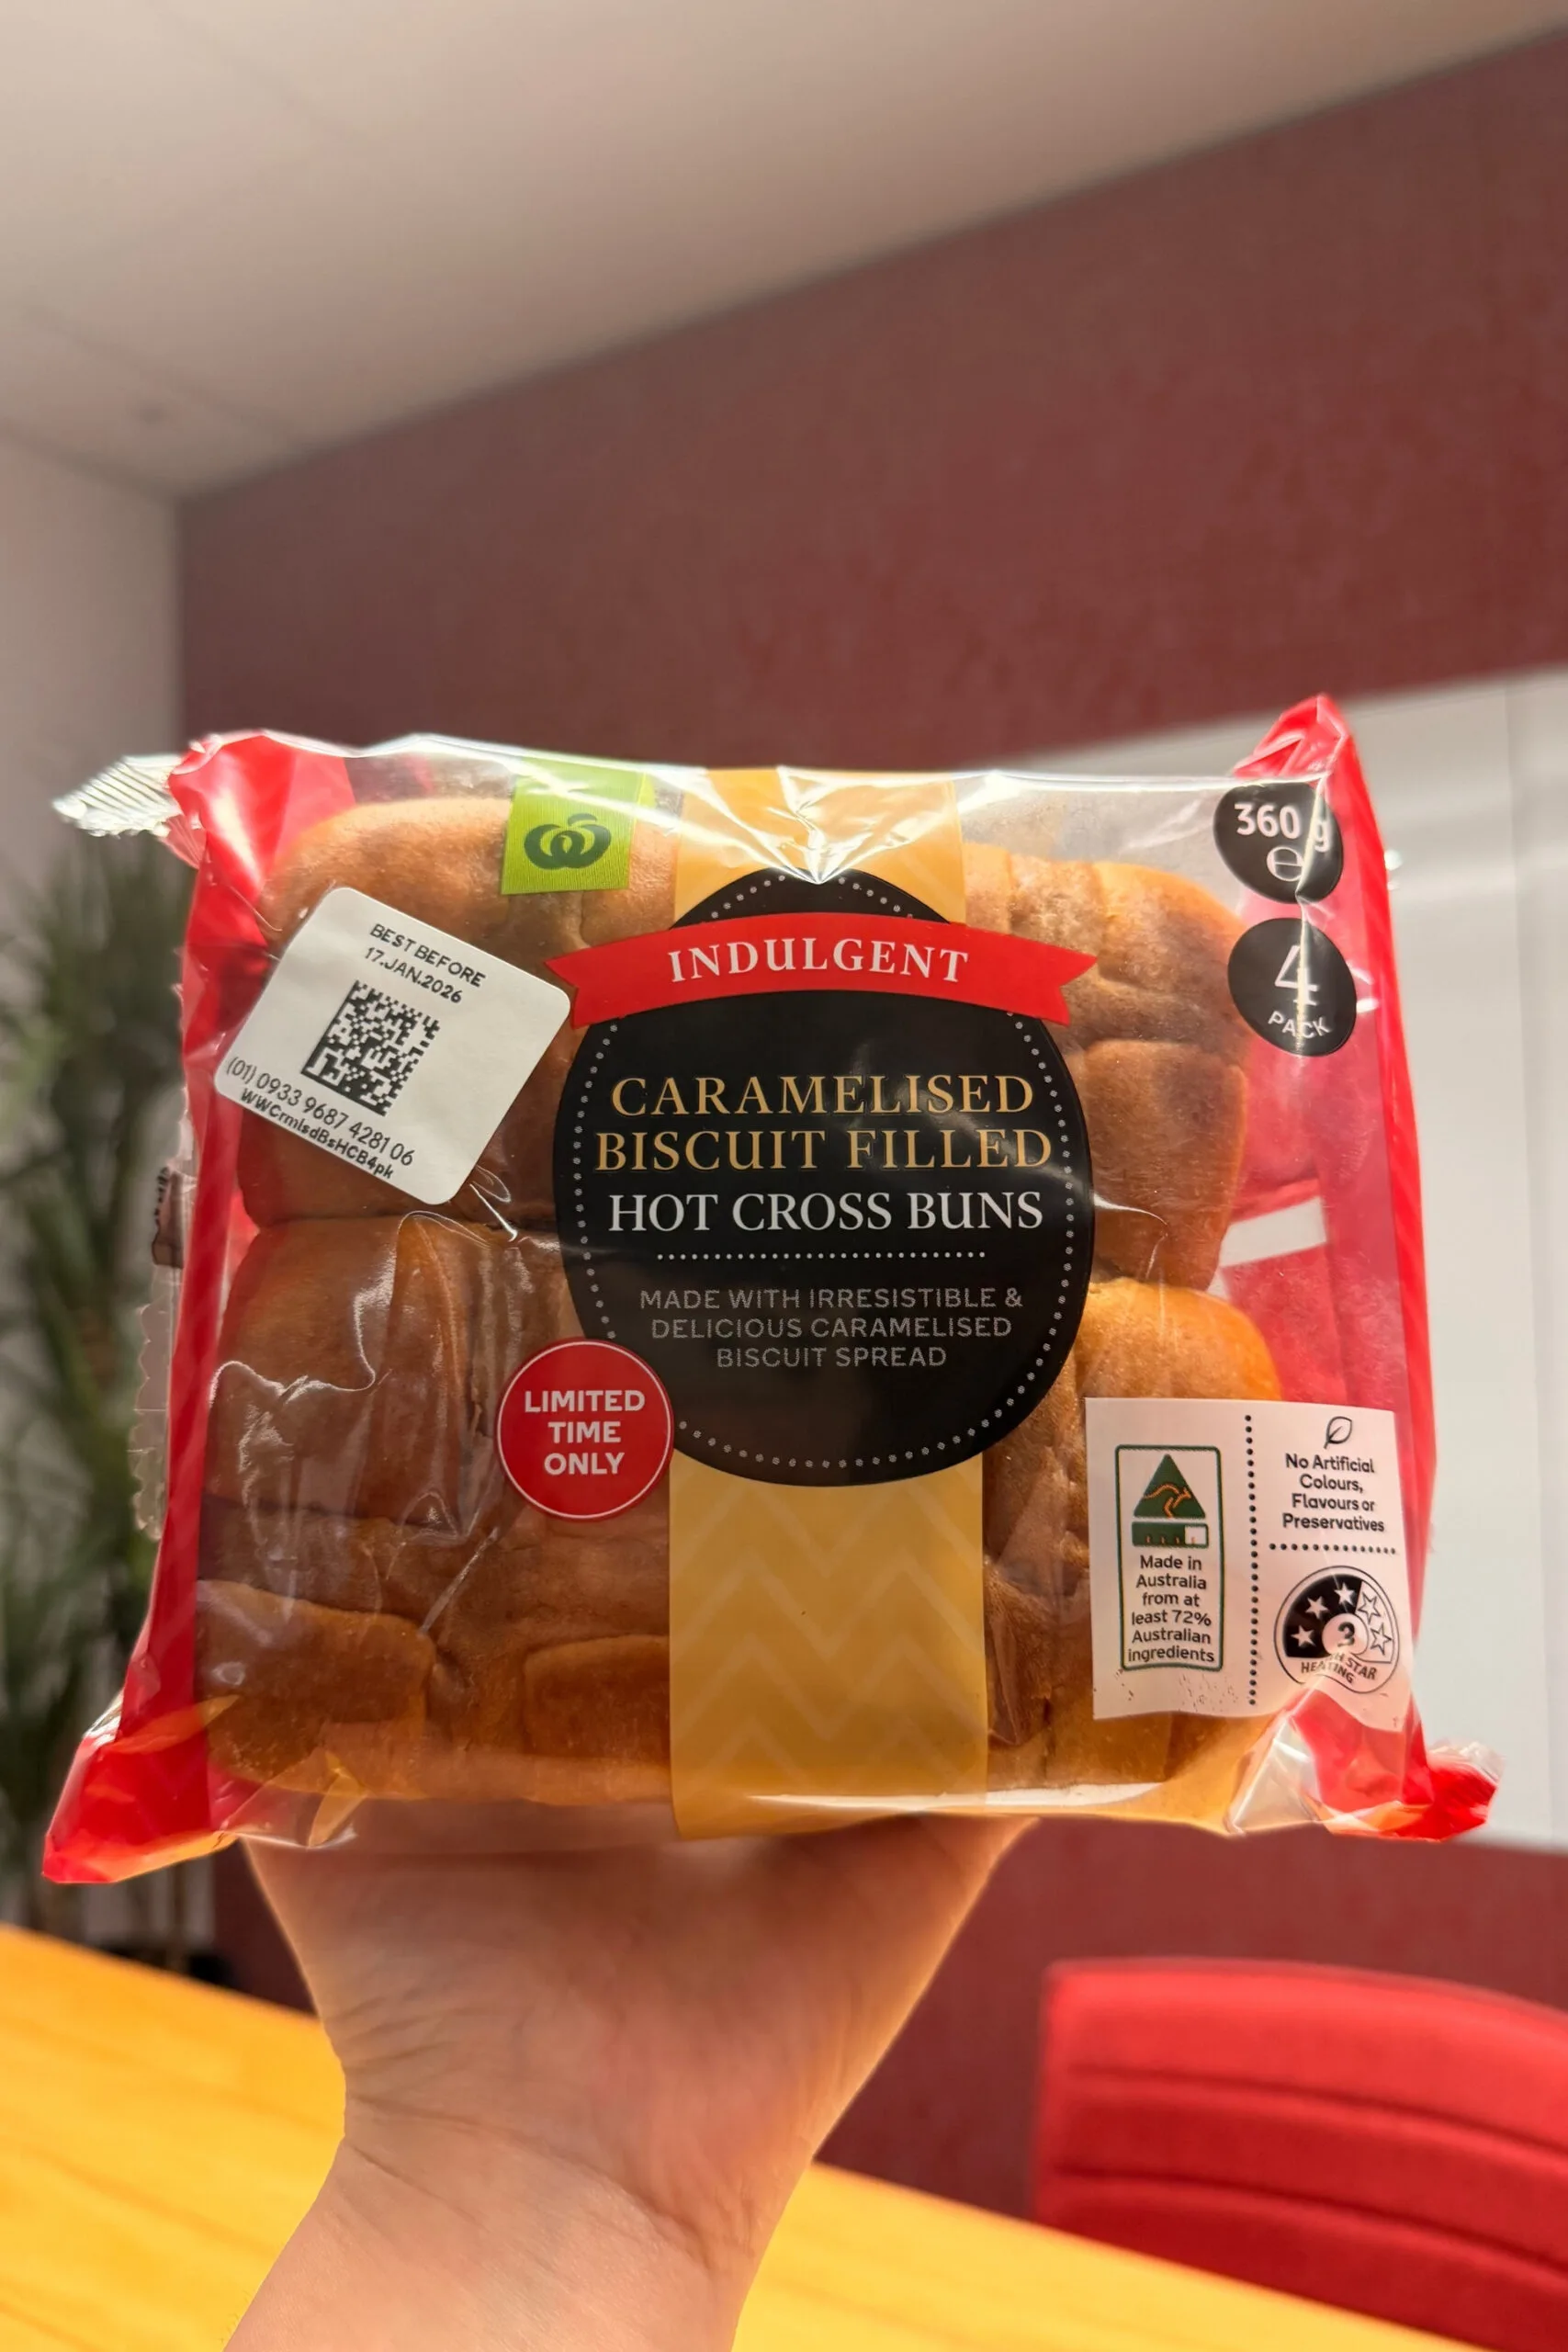 360 g
e
4
PACK
BEST BEFORE
17.JAN.2026
(01) 0933 9687 4281 06
WWCrmlsdBsHCB4pk
INDULGENT
CARAMELISED
BISCUIT FILLED
HOT CROSS BUNS
MADE WITH IRRESISTIBLE &
DELICIOUS CARAMELISED
BISCUIT SPREAD
LIMITED
TIME
ONLY
Made in
Australia
from at
least 72%
Australian
ingredients
No Artificial
Colours,
Flavours or
Preservatives
3
STAR